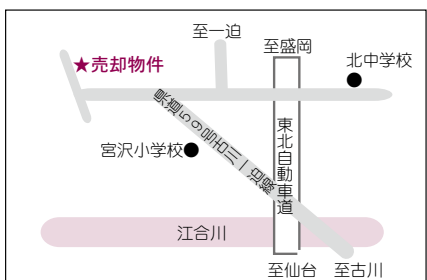 至一迫
至盛岡
★売却物件
北中学校
県道59号古川一迫線
東北自動車道
宮沢小学校
江合川
至仙台
至古川